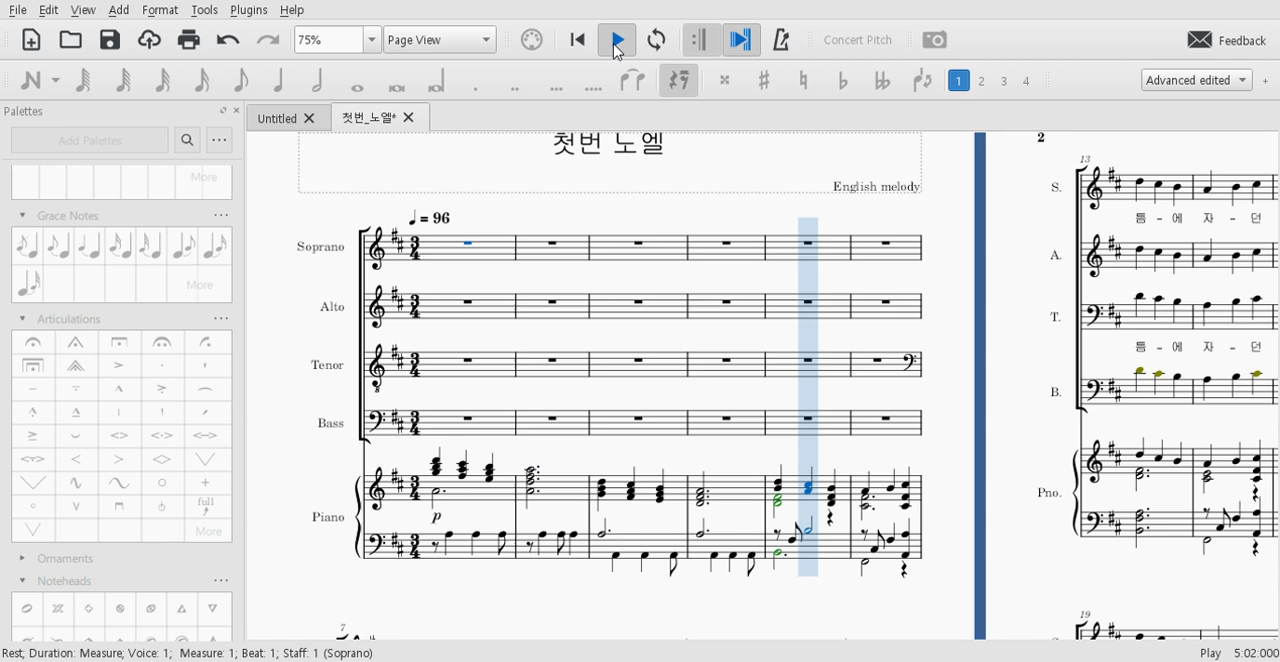 File Edit View Add Format Tools Plugins Help
75% Page View Concert Pitch Feedback
1 2 3 4 Advanced edited +
Palettes
Untitled 첫번_노엘*
Add Palettes
More
Grace Notes
More
Articulations
full
More
Ornaments
Noteheads
첫번 노엘
English melody
= 96
Soprano
Alto
Tenor
Bass
Piano
p
7
2
13
S.
틈 - 에 자 - 던
A.
T.
틈 - 에 자 - 던
B.
Pno.
19
Rest; Duration: Measure; Voice: 1; Measure: 1; Beat: 1; Staff: 1 (Soprano) Play 5:02:000